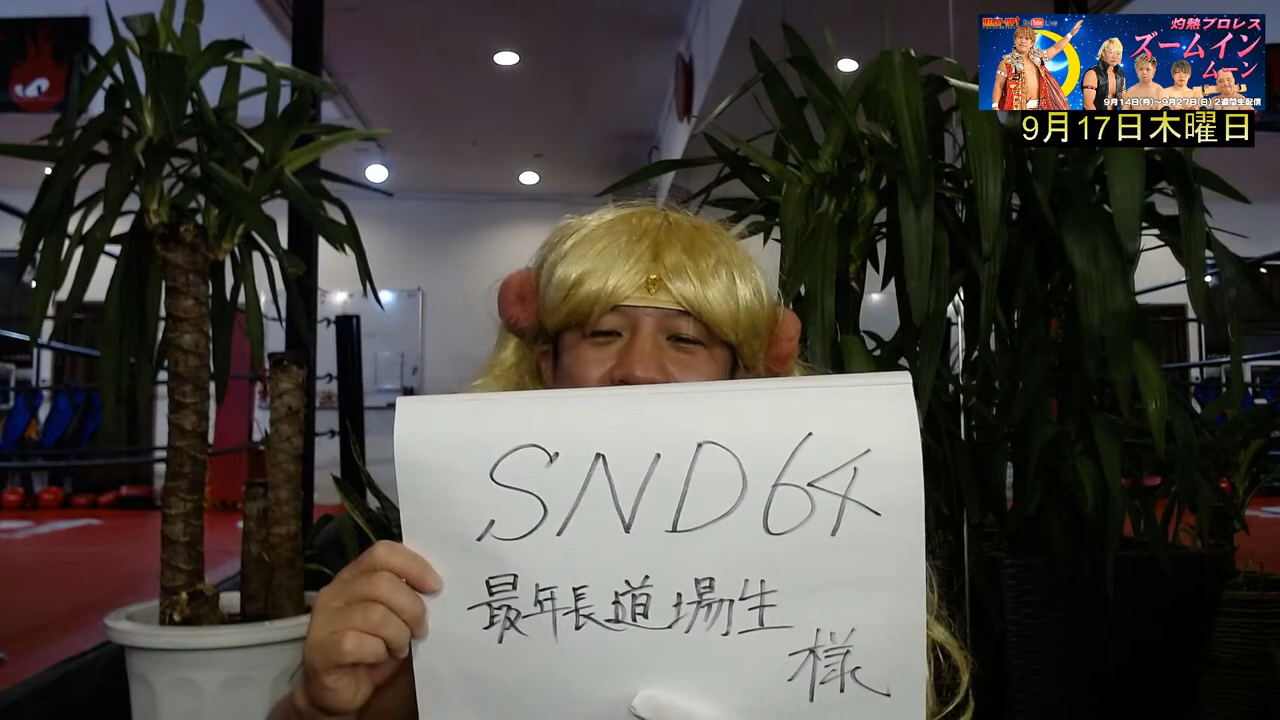 灼熱プロレス
ズームイン
ムーン
9月14日(月)~9月27日(日) 2週間生配信
9月17日木曜日
SND64
最年長道場生
様